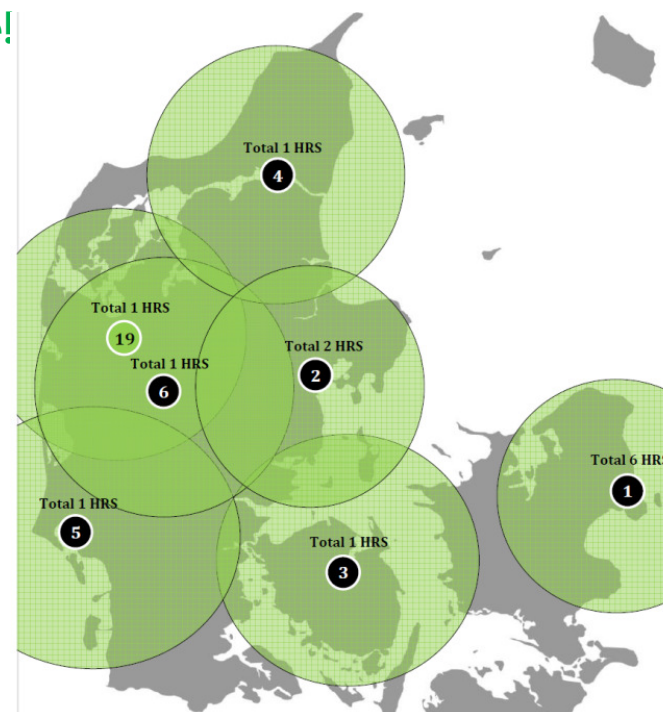 !
Total 1 HRS
4
Total 1 HRS
19
Total 1 HRS
6
Total 2 HRS
2
Total 6 HRS
1
Total 1 HRS
5
Total 1 HRS
3